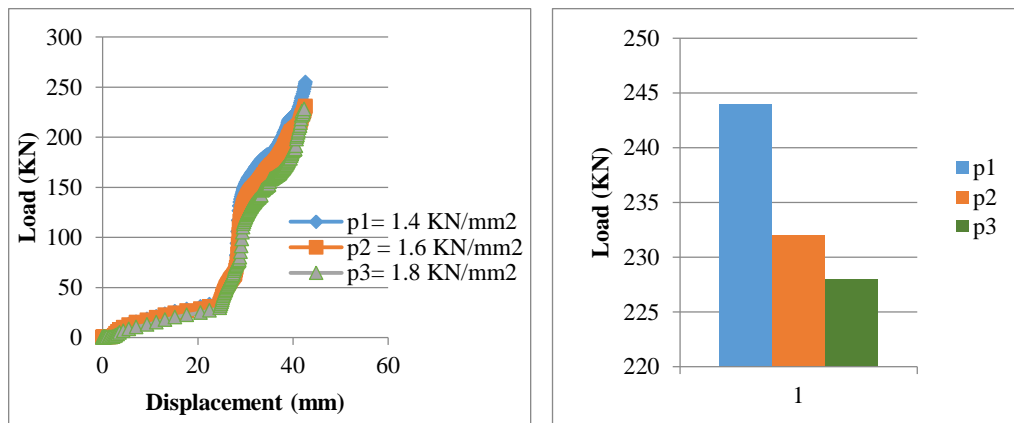 300
250
200
150
100
50
0
0 20 40 60
Load (KN)
Displacement (mm)
p1= 1.4 KN/mm2
p2 = 1.6 KN/mm2
p3= 1.8 KN/mm2
250
245
240
235
230
225
220
1
Load (KN)
p1
p2
p3